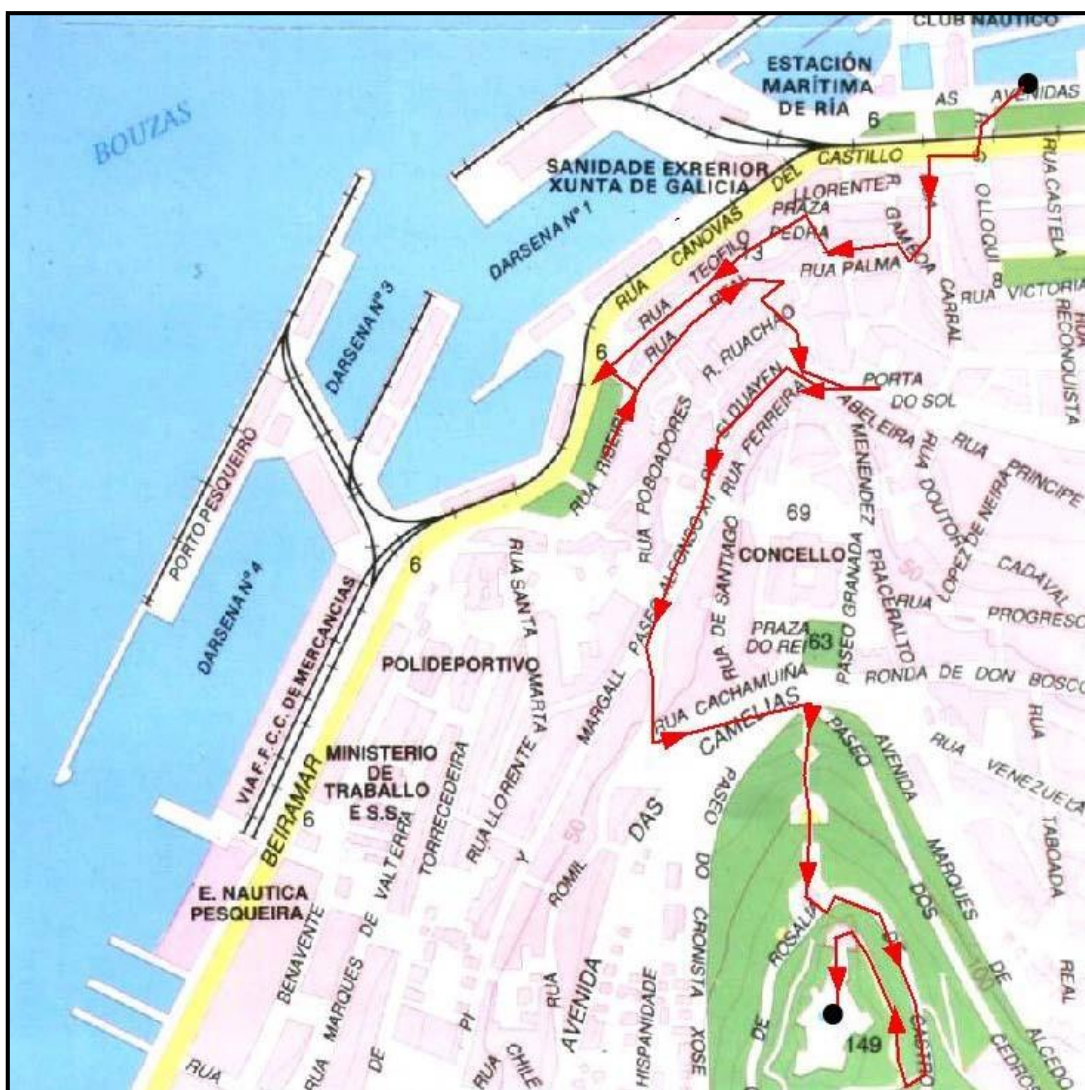 CLUB NAUTICO
ESTACIÓN
MARÍTIMA
DE RÍA
AS AVENIDAS
6
BOUZAS
CASTILLO
DEL
CANOVAS
RUA
SANIDADE EXRERIOR
XUNTA DE GALICIA
LLORENTE
PRAZA
PEDRA
TEOFILO
13
RUA
RUA PALMA
GAMBOA
CARRAL
OLLOQUI
RUA CASTELA
8
RUA VICTORIA
RUA
RECONQUISTA
DARSENA Nº 1
DARSENA Nº 3
RUA
R. RUACHAO
6
ELDUAYEN
RUA FERREIRA
PORTA
DO SOL
ABELEIRA
MENENDEZ
RUA PRINCIPE
RUA DOUTOR
LOPEZ DE NEIRA
RUA POBOADORES
PORTO PESQUEIRO
69
CONCELLO
CADAVAL
50
RUA PROGRESO
PASEO ALFONSO XII
RUA DE SANTIAGO
PRAZA
DO REI
63
PASEO GRANADA
PRACERALTO
DARSENA Nº 4
6
RUA SANTA MARTA
VIA F.F.C.C. DE MERCANCIAS
POLIDEPORTIVO
MARGALL
RUA CACHAMUIÑA
RONDA DE DON BOSCO
CAMELIAS
RUA VENEZUELA
RUA
TABOADA
REAL
PASEO
AVENIDA
MARQUES
DE
ALCEDO
DOS
CEDROS
MINISTERIO
DE
TRABALLO
E S.S.
BEIRAMAR
6
TORRECEDEIRA
RUA LLORENTE
50
DAS
PASEO DO CRONISTA XOSE
E. NAUTICA
PESQUEIRA
BENAVENTE
MARQUES DE VALTERRA
RUA
ROMIL
Y
PI
RUA
AVENIDA
HISPANIDADE
ROSALIA
DE
CASTRO
100
149
DE
RUA
RUA
DE
CHILE